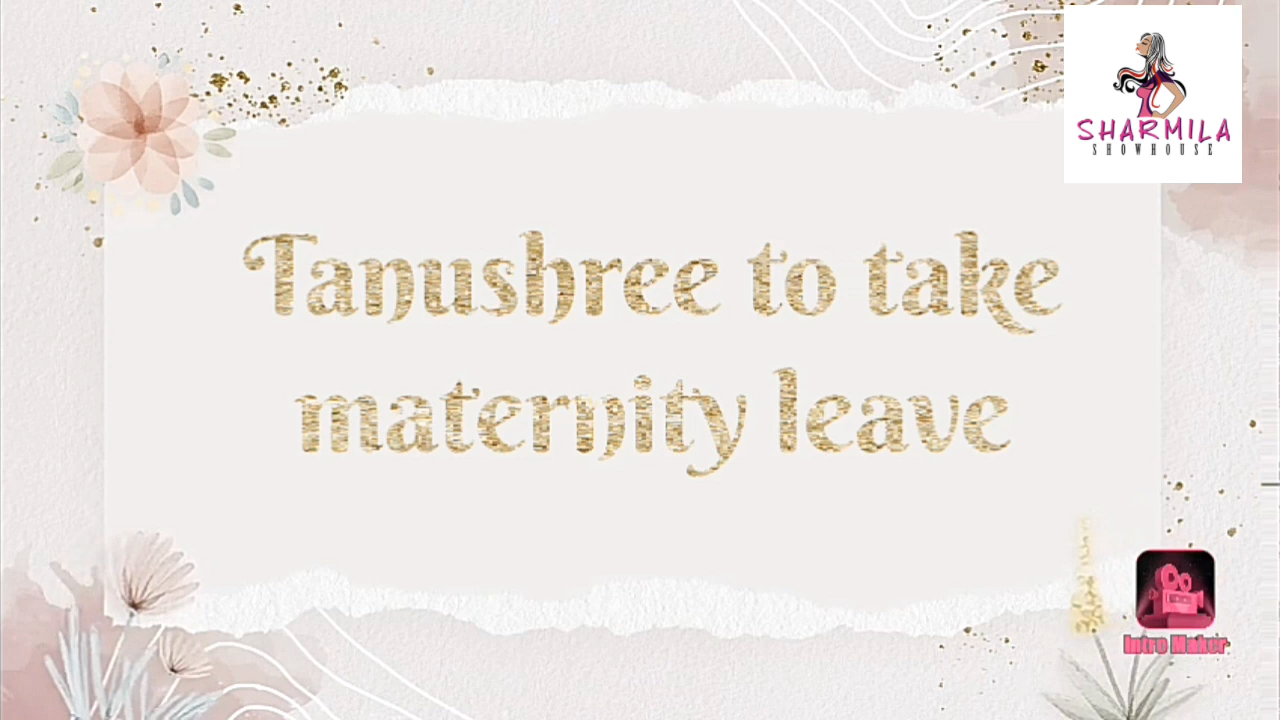 SHARMILA
SHOWHOUSE
Tanushree to take
maternity leave
Intro Maker